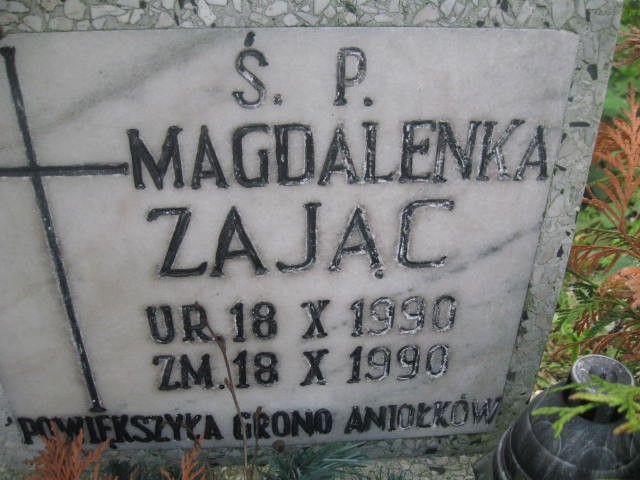 Ś. P.
MAGDALENKA
ZAJĄC
UR. 18 X 1990
ZM. 18 X 1990
POWIĘKSZYŁA GRONO ANIOŁKÓW